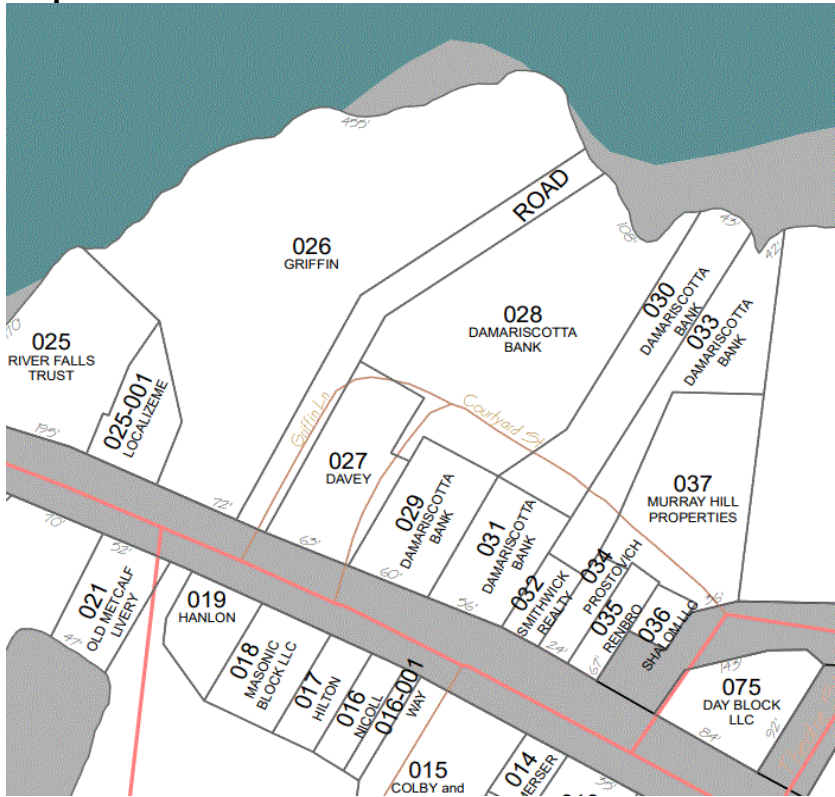 455'
ROAD
026
GRIFFIN
108'
43'
42'
030
DAMARISCOTTA
BANK
033
DAMARISCOTTA
BANK
028
DAMARISCOTTA
BANK
170'
025
RIVER FALLS
TRUST
025-001
LOCALIZEME
195'
Griffin Ln
Courtyard St
027
DAVEY
029
DAMARISCOTTA
BANK
031
DAMARISCOTTA
BANK
037
MURRAY HILL
PROPERTIES
72'
63'
60'
56'
032
SMITHWICK
REALTY
24'
034
PROSTOVICH
035
RENBRO
67'
036
SHALOM LLC
76'
70'
52'
021
OLD METCALF
LIVERY
47'
019
HANLON
018
MASONIC
BLOCK LLC
017
HILTON
016
NICOLL
016-001
WAY
143'
075
DAY BLOCK
LLC
84'
92'
015
COLBY and
014
MERSER